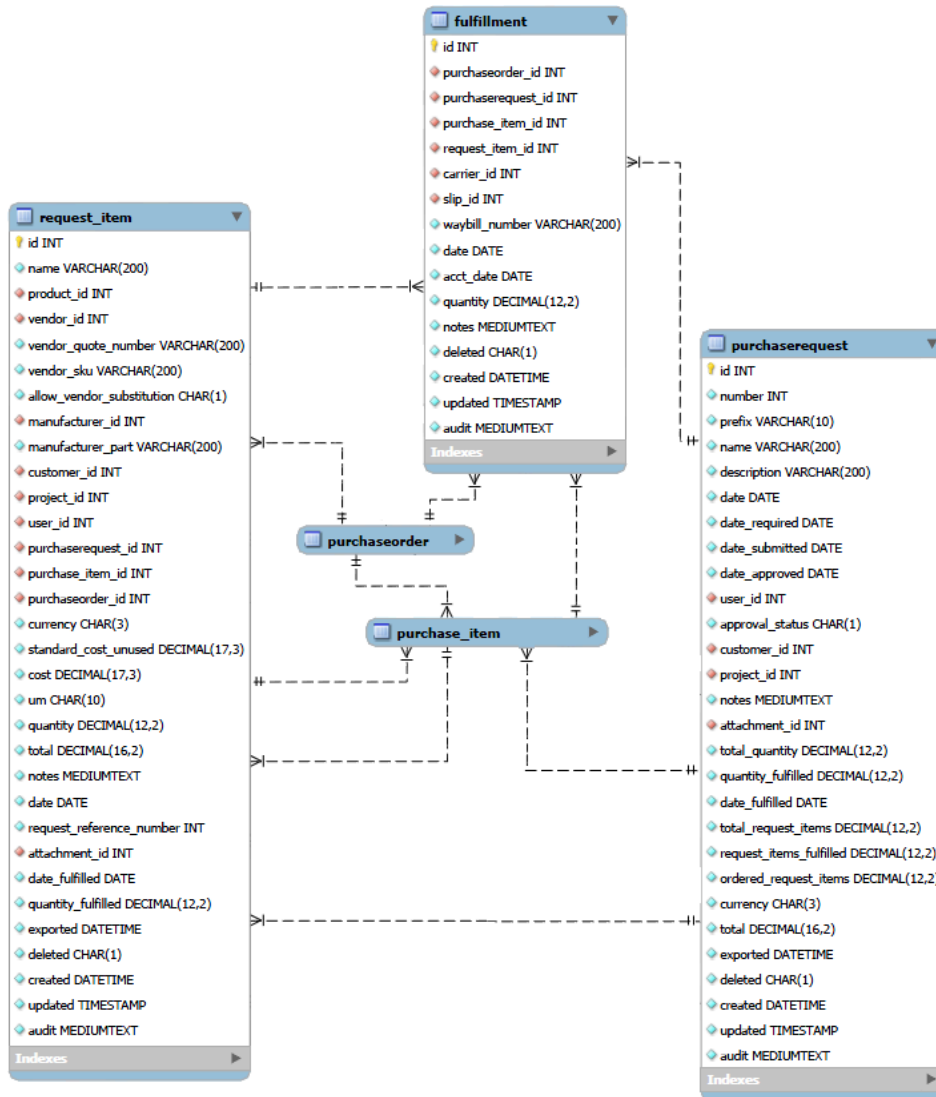 fulfillment
id INT
purchaseorder_id INT
purchaserequest_id INT
purchase_item_id INT
request_item_id INT
carrier_id INT
slip_id INT
waybill_number VARCHAR(200)
date DATE
acct_date DATE
quantity DECIMAL(12,2)
notes MEDIUMTEXT
deleted CHAR(1)
created DATETIME
updated TIMESTAMP
audit MEDIUMTEXT
Indexes
request_item
id INT
name VARCHAR(200)
product_id INT
vendor_id INT
vendor_quote_number VARCHAR(200)
vendor_sku VARCHAR(200)
allow_vendor_substitution CHAR(1)
manufacturer_id INT
manufacturer_part VARCHAR(200)
customer_id INT
project_id INT
user_id INT
purchaserequest_id INT
purchase_item_id INT
purchaseorder_id INT
currency CHAR(3)
standard_cost_unused DECIMAL(17,3)
cost DECIMAL(17,3)
um CHAR(10)
quantity DECIMAL(12,2)
total DECIMAL(16,2)
notes MEDIUMTEXT
date DATE
request_reference_number INT
attachment_id INT
date_fulfilled DATE
quantity_fulfilled DECIMAL(12,2)
exported DATETIME
deleted CHAR(1)
created DATETIME
updated TIMESTAMP
audit MEDIUMTEXT
Indexes
purchaseorder
purchase_item
purchaserequest
id INT
number INT
prefix VARCHAR(10)
name VARCHAR(200)
description VARCHAR(200)
date DATE
date_required DATE
date_submitted DATE
date_approved DATE
user_id INT
approval_status CHAR(1)
customer_id INT
project_id INT
notes MEDIUMTEXT
attachment_id INT
total_quantity DECIMAL(12,2)
quantity_fulfilled DECIMAL(12,2)
date_fulfilled DATE
total_request_items DECIMAL(12,2)
request_items_fulfilled DECIMAL(12,2)
ordered_request_items DECIMAL(12,2)
currency CHAR(3)
total DECIMAL(16,2)
exported DATETIME
deleted CHAR(1)
created DATETIME
updated TIMESTAMP
audit MEDIUMTEXT
Indexes